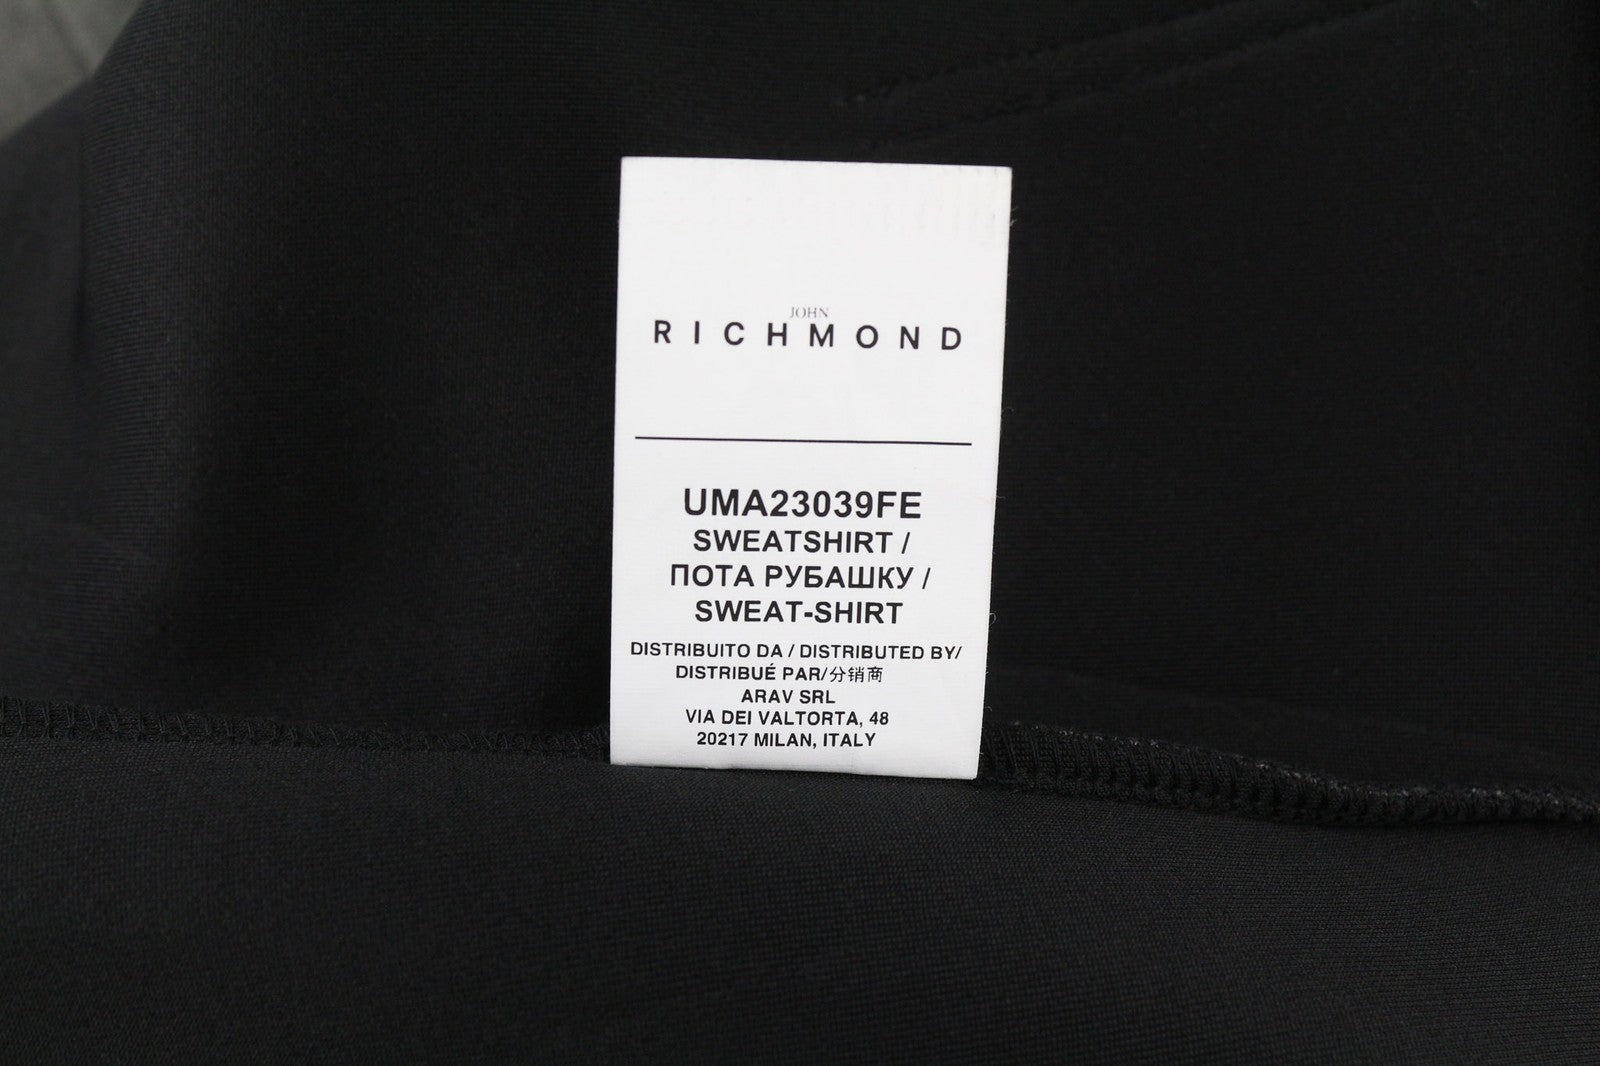 JOHN
RICHMOND
UMA23039FE
SWEATSHIRT /
ПОТА РУБАШКУ /
SWEAT-SHIRT
DISTRIBUITO DA / DISTRIBUTED BY/
DISTRIBUÉ PAR/分销商
ARAV SRL
VIA DEI VALTORTA, 48
20217 MILAN, ITALY